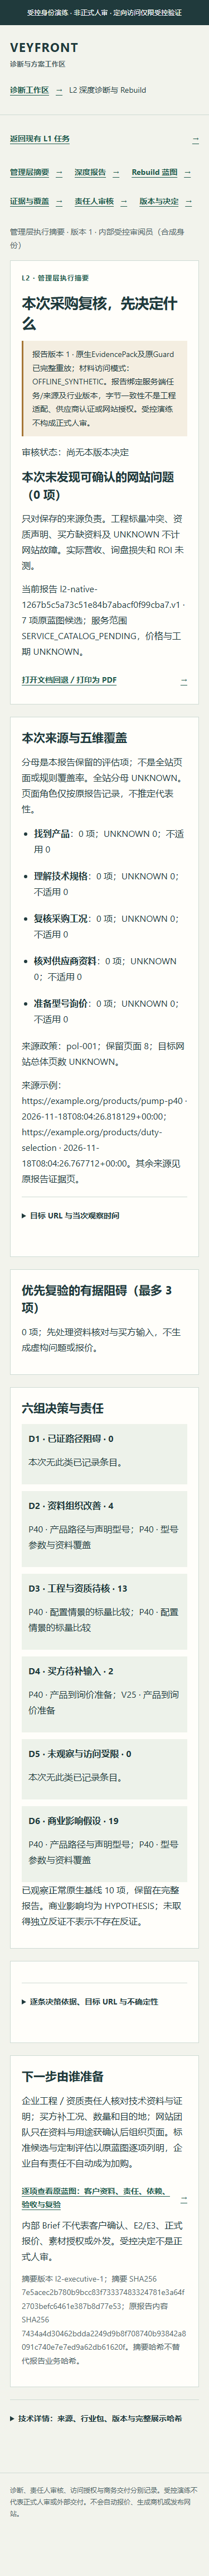 受控身份演练 · 非正式人审 · 定向访问仅限受控验证
VEYFRONT
诊断与方案工作区
诊断工作区 → L2 深度诊断与 Rebuild
返回现有 L1 任务 →
管理层摘要 → 深度报告 → Rebuild 蓝图 →
证据与覆盖 → 责任人审核 → 版本与决定 →
管理层执行摘要 · 版本 1 · 内部受控审阅员（合成身
份）
L2 · 管理层执行摘要
本次采购复核，先决定什
么
报告版本 1 · 原生EvidencePack及原Guard
已完整重放；材料访问模式：
OFFLINE_SYNTHETIC。报告绑定服务端任
务/来源及行业版本，字节一致性不是工程
适配、供应商认证或网站授权。受控演练
不构成正式人审。
审核状态：尚无本版本决定
本次未发现可确认的网站问题
（0 项）
只对保存的来源负责。工程标量冲突、资
质声明、买方缺资料及 UNKNOWN 不计
网站故障。实际营收、询盘损失和 ROI 未
测。
当前报告 l2-native-
1267b5c5a73c51e84b7abacf0f99cba7.v1 ·
7 项原蓝图候选；服务范围
SERVICE_CATALOG_PENDING，价格与工
期 UNKNOWN。
打开文档回退 / 打印为 PDF →
本次来源与五维覆盖
分母是本报告保留的评估项；不是全站页
面或规则覆盖率。全站分母 UNKNOWN。
页面角色仅按原报告记录，不推定代表
性。
• 找到产品：0 项；UNKNOWN 0；不适
用 0
• 理解技术规格：0 项；UNKNOWN 0；
不适用 0
• 复核采购工况：0 项；UNKNOWN 0；
不适用 0
• 核对供应商资料：0 项；UNKNOWN
0；不适用 0
• 准备型号询价：0 项；UNKNOWN 0；
不适用 0
来源政策：pol-001；保留页面 8；目标网
站总体页数 UNKNOWN。
来源示例：
https://example.org/products/pump-p40 ·
2026-11-18T08:04:26.818129+00:00；
https://example.org/products/duty-
selection · 2026-11-
18T08:04:26.767712+00:00。其余来源见
原报告证据页。
▶ 目标 URL 与当次观察时间
优先复验的有据阻碍（最多 3
项）
0 项；先处理资料核对与买方输入，不生
成虚构问题或报价。
六组决策与责任
D1 · 已证路径阻碍 · 0
本次无此类已记录条目。
D2 · 资料组织改善 · 4
P40 · 产品路径与声明型号；P40 · 型号
参数与资料覆盖
D3 · 工程与资质待核 · 13
P40 · 配置情景的标量比较；P40 · 配置
情景的标量比较
D4 · 买方待补输入 · 2
P40 · 产品到询价准备；V25 · 产品到询
价准备
D5 · 未观察与访问受限 · 0
本次无此类已记录条目。
D6 · 商业影响假设 · 19
P40 · 产品路径与声明型号；P40 · 型号
参数与资料覆盖
已观察正常原生基线 10 项，保留在完整
报告。商业影响均为 HYPOTHESIS；未取
得独立反证不表示不存在反证。
▶ 逐条决策依据、目标 URL 与不确定性
下一步由谁准备
企业工程 / 资质责任人核对技术资料与证
明；买方补工况、数量和目的地；网站团
队只在资料与用途获确认后组织页面。标
准候选与定制评估以原蓝图逐项列明，企
业自有责任不自动成为加购。
逐项查看原蓝图：客户资料、责任、依赖、
验收与复验 →
内部 Brief 不代表客户确认、E2/E3、正式
报价、素材授权或外发。受控决定不是正
式人审。
摘要版本 l2-executive-1；摘要 SHA256
7e5acec2b780b9bcc83f73337483324781e3a64f
2703befc6461e387b8d77e53；原报告内容
SHA256
7434a4d30462bdda2249d9b8f708740b93842a8
091c740e7e7ed9a62db61620f。摘要哈希不替
代报告业务哈希。
▶ 技术详情：来源、行业包、版本与完整展示哈希
诊断、责任人审核、访问授权与商务交付分别记录。受控演练不
代表正式人审或外部交付。不会自动报价、生成商机或发布网
站。